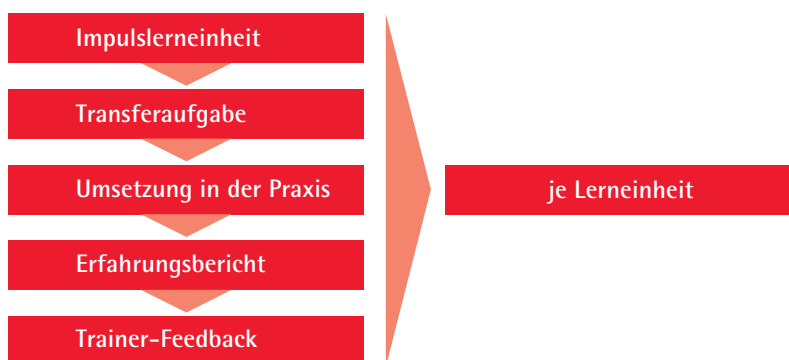 Impulslerneinheit
Transferaufgabe
Umsetzung in der Praxis
je Lerneinheit
Erfahrungsbericht
Trainer-Feedback